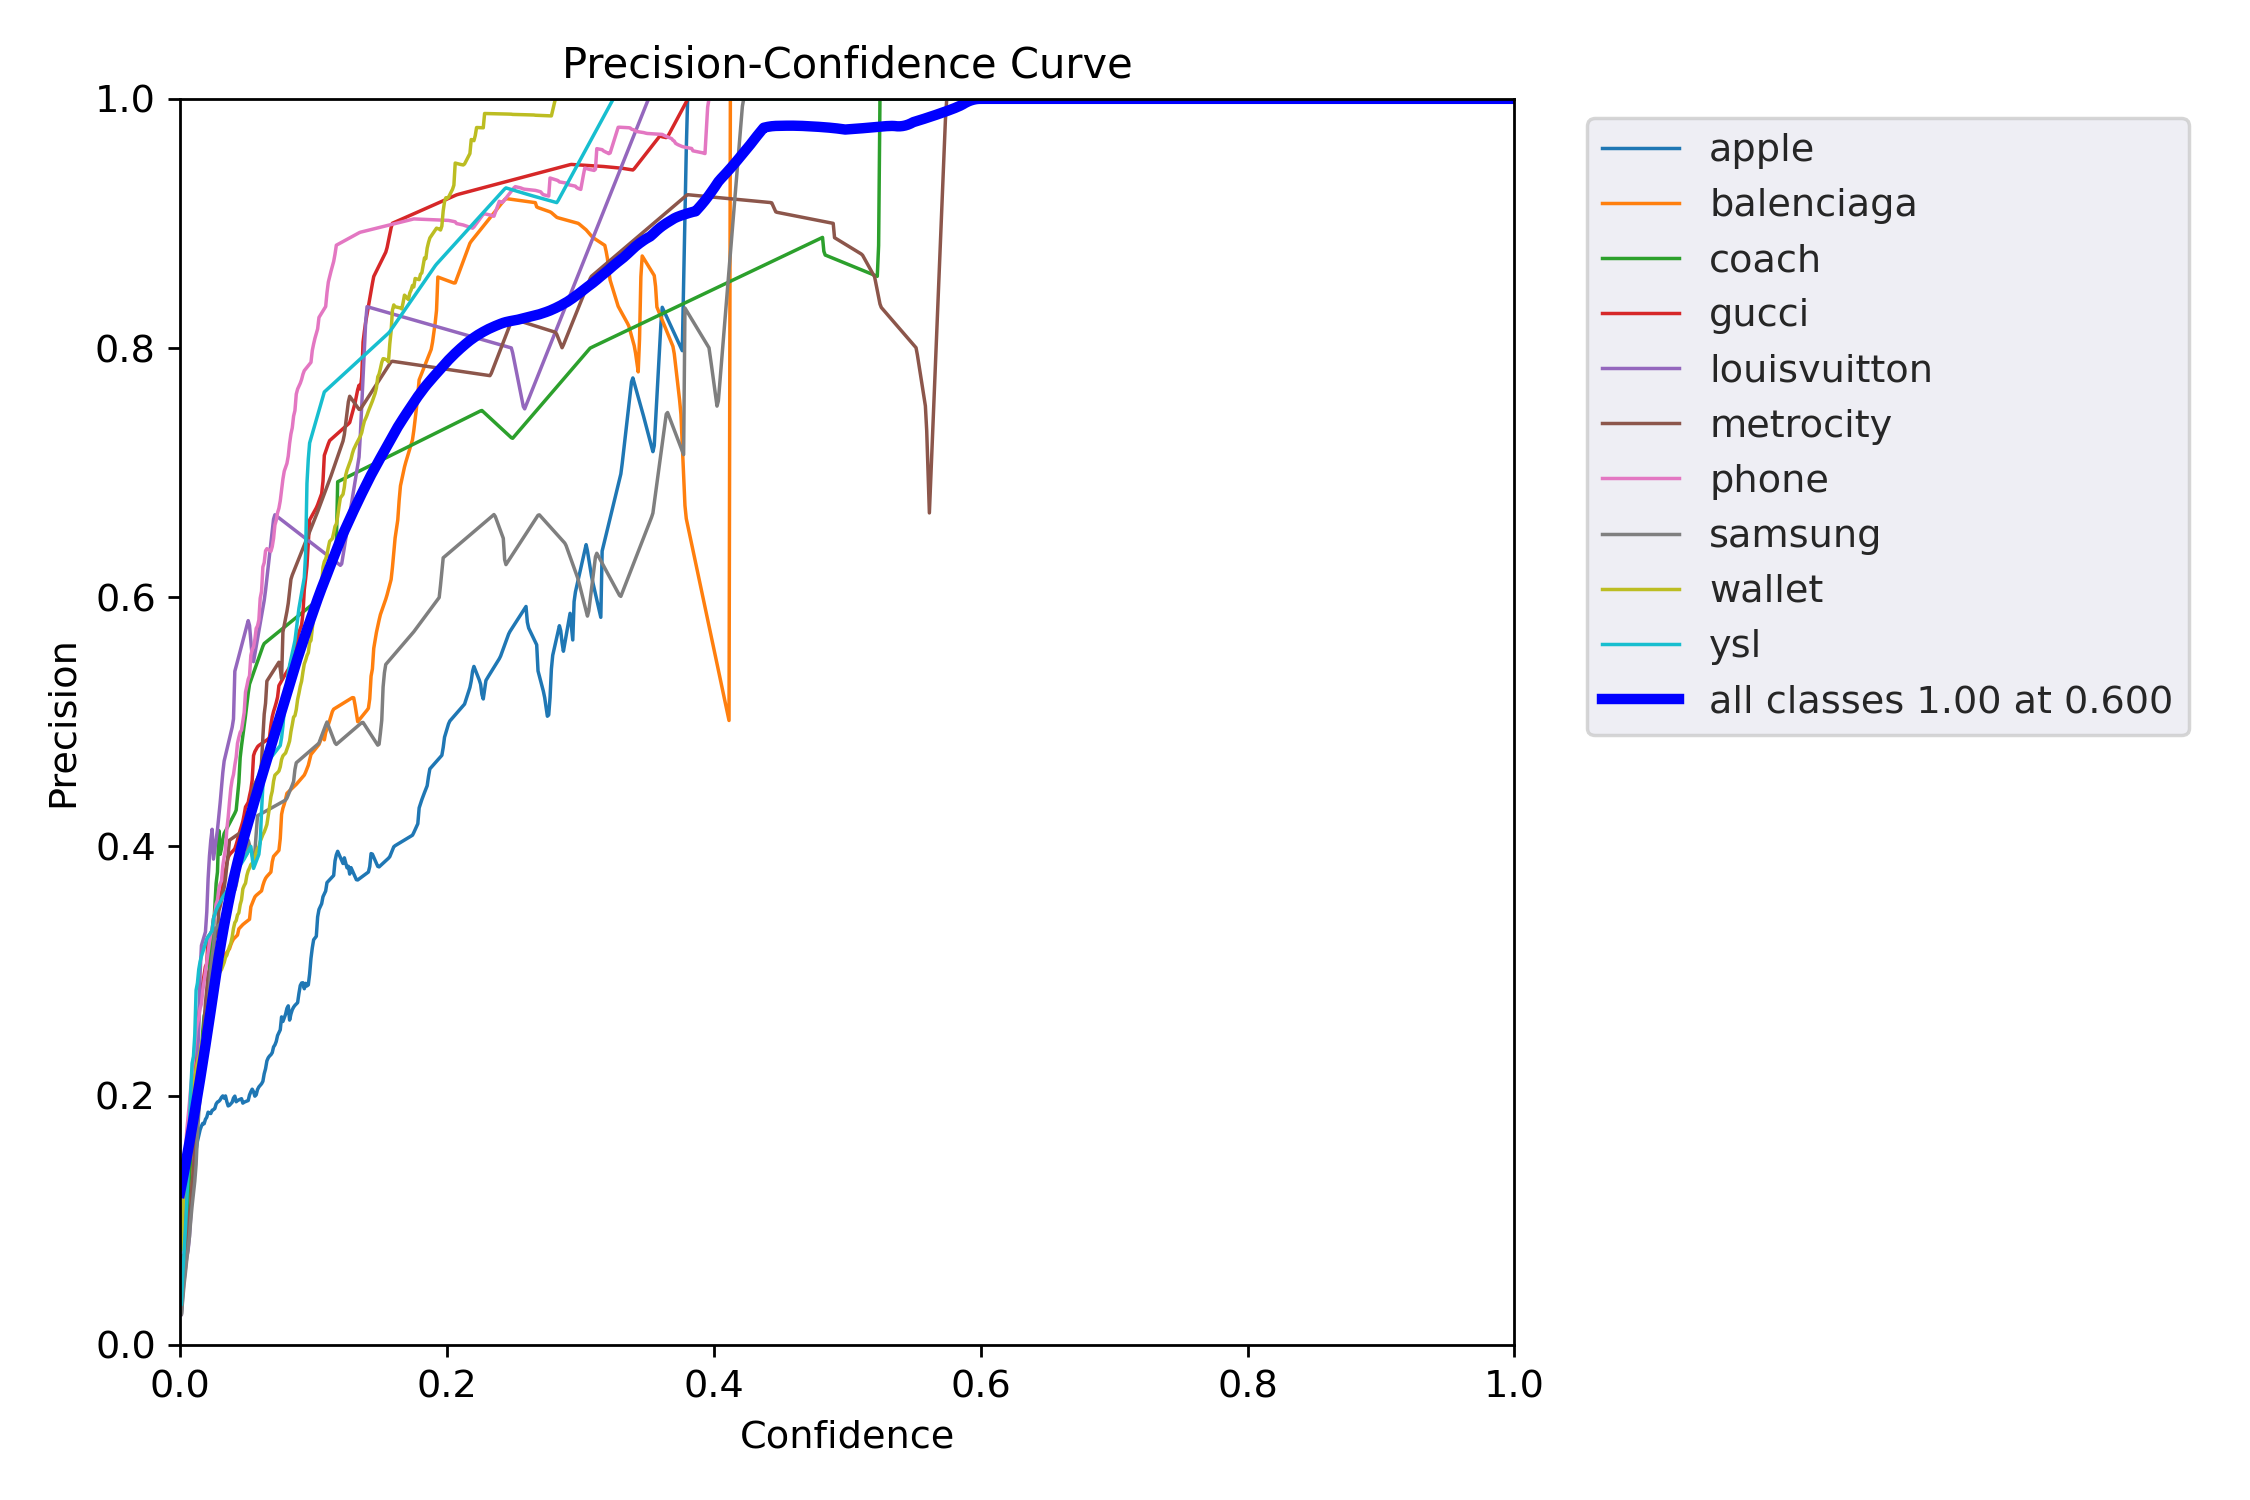 Precision-Confidence Curve
1.0
0.8
0.6
0.4
0.2
0.0
Precision
0.0 0.2 0.4 0.6 0.8 1.0
Confidence
apple
balenciaga
coach
gucci
louisvuitton
metrocity
phone
samsung
wallet
ysl
all classes 1.00 at 0.600